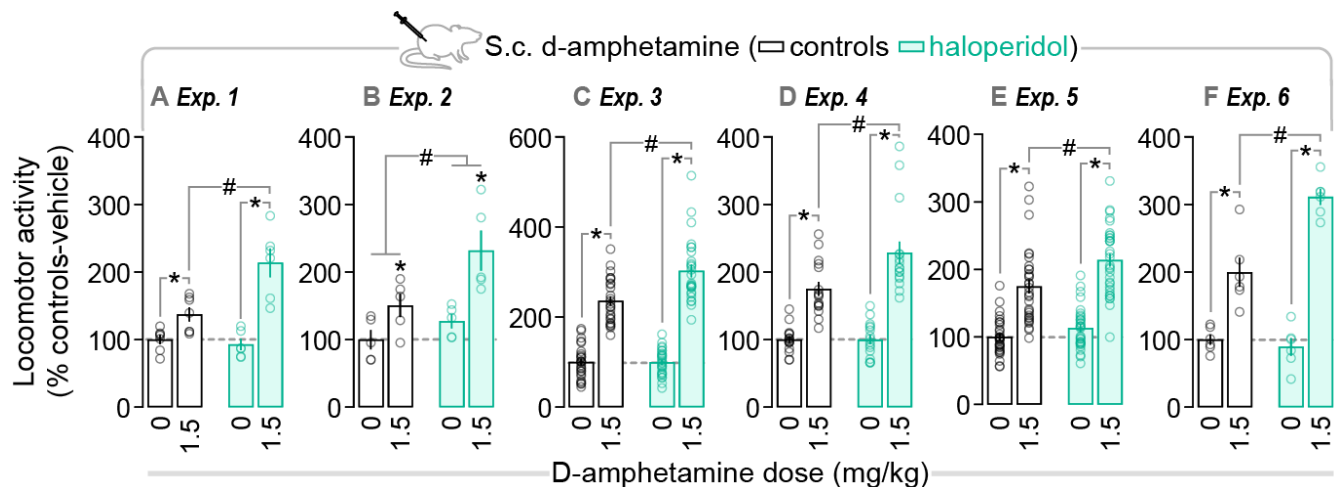 S.c. d-amphetamine (controls haloperidol)
A Exp. 1 B Exp. 2 C Exp. 3 D Exp. 4 E Exp. 5 F Exp. 6
Locomotor activity
(% controls-vehicle)
400 400 600 400 400 400
# # # # # #
* * * * * * * * * * * *
300 300 400 300 300 300
200 200 200 200 200 200
100 100 100 100 100
0 0 0 0 0 0
0 1.5 0 1.5 0 1.5 0 1.5 0 1.5 0 1.5 0 1.5 0 1.5 0 1.5 0 1.5 0 1.5 0 1.5
D-amphetamine dose (mg/kg)